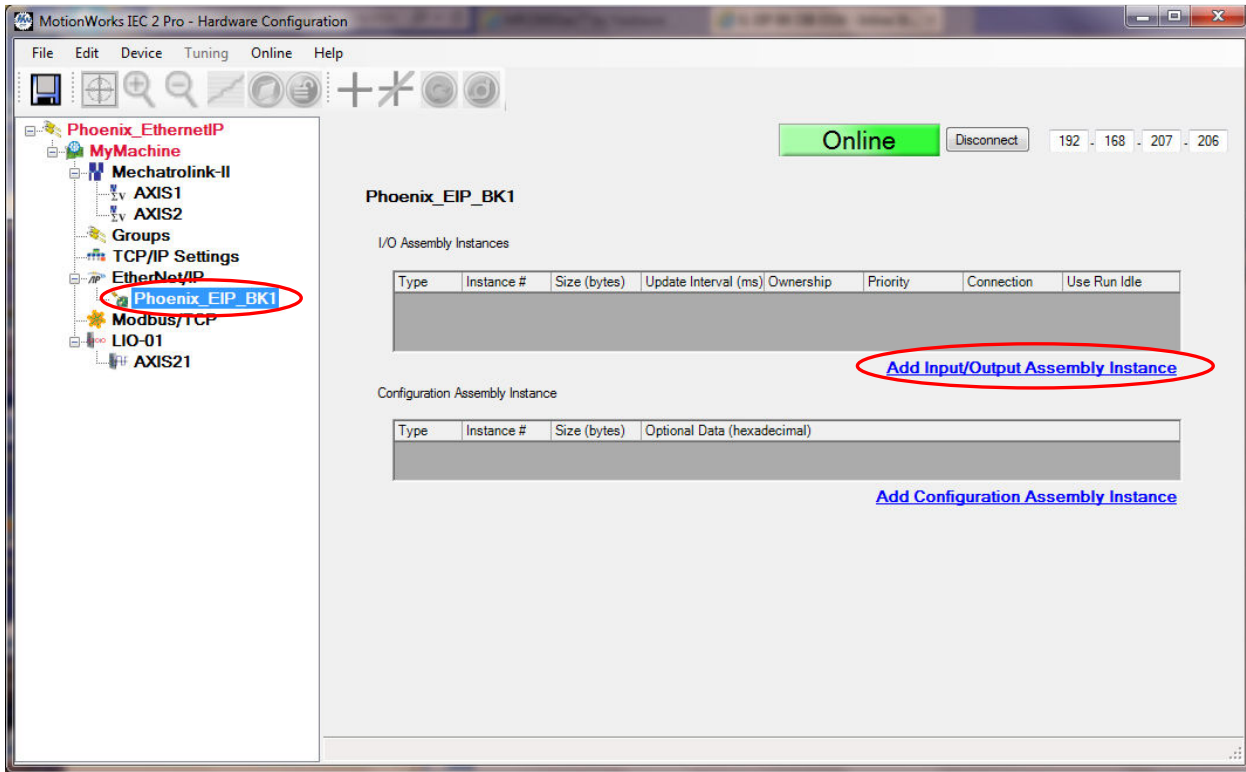 MotionWorks IEC 2 Pro - Hardware Configuration
File Edit Device Tuning Online Help
Phoenix_EthernetIP
MyMachine
Mechatrolink-II
AXIS1
AXIS2
Groups
TCP/IP Settings
EtherNet/IP
Phoenix_EIP_BK1
Modbus/TCP
LIO-01
AXIS21
Online Disconnect 192 . 168 . 207 . 206
Phoenix_EIP_BK1
I/O Assembly Instances
Type Instance # Size (bytes) Update Interval (ms) Ownership Priority Connection Use Run Idle
Add Input/Output Assembly Instance
Configuration Assembly Instance
Type Instance # Size (bytes) Optional Data (hexadecimal)
Add Configuration Assembly Instance